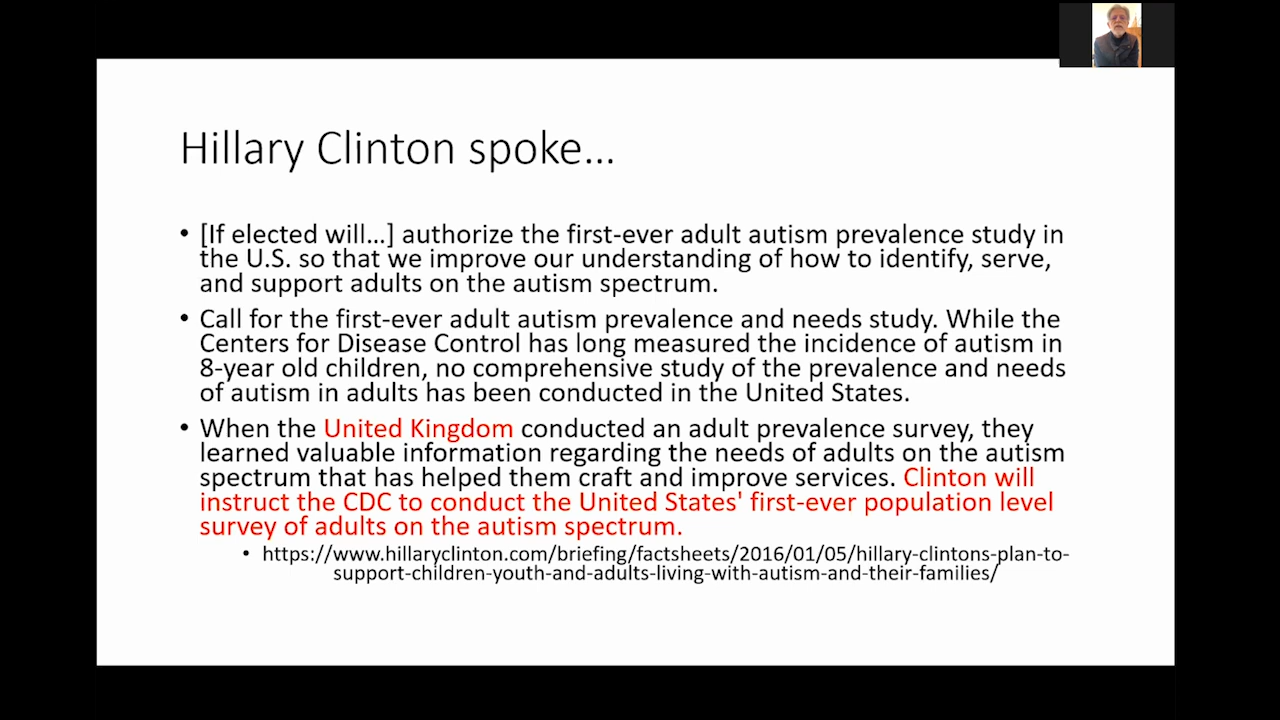 Hillary Clinton spoke...
• [If elected will...] authorize the first-ever adult autism prevalence study in
the U.S. so that we improve our understanding of how to identify, serve,
and support adults on the autism spectrum.
• Call for the first-ever adult autism prevalence and needs study. While the
Centers for Disease Control has long measured the incidence of autism in
8-year old children, no comprehensive study of the prevalence and needs
of autism in adults has been conducted in the United States.
• When the United Kingdom conducted an adult prevalence survey, they
learned valuable information regarding the needs of adults on the autism
spectrum that has helped them craft and improve services. Clinton will
instruct the CDC to conduct the United States' first-ever population level
survey of adults on the autism spectrum.
• https://www.hillaryclinton.com/briefing/factsheets/2016/01/05/hillary-clintons-plan-to-
support-children-youth-and-adults-living-with-autism-and-their-families/